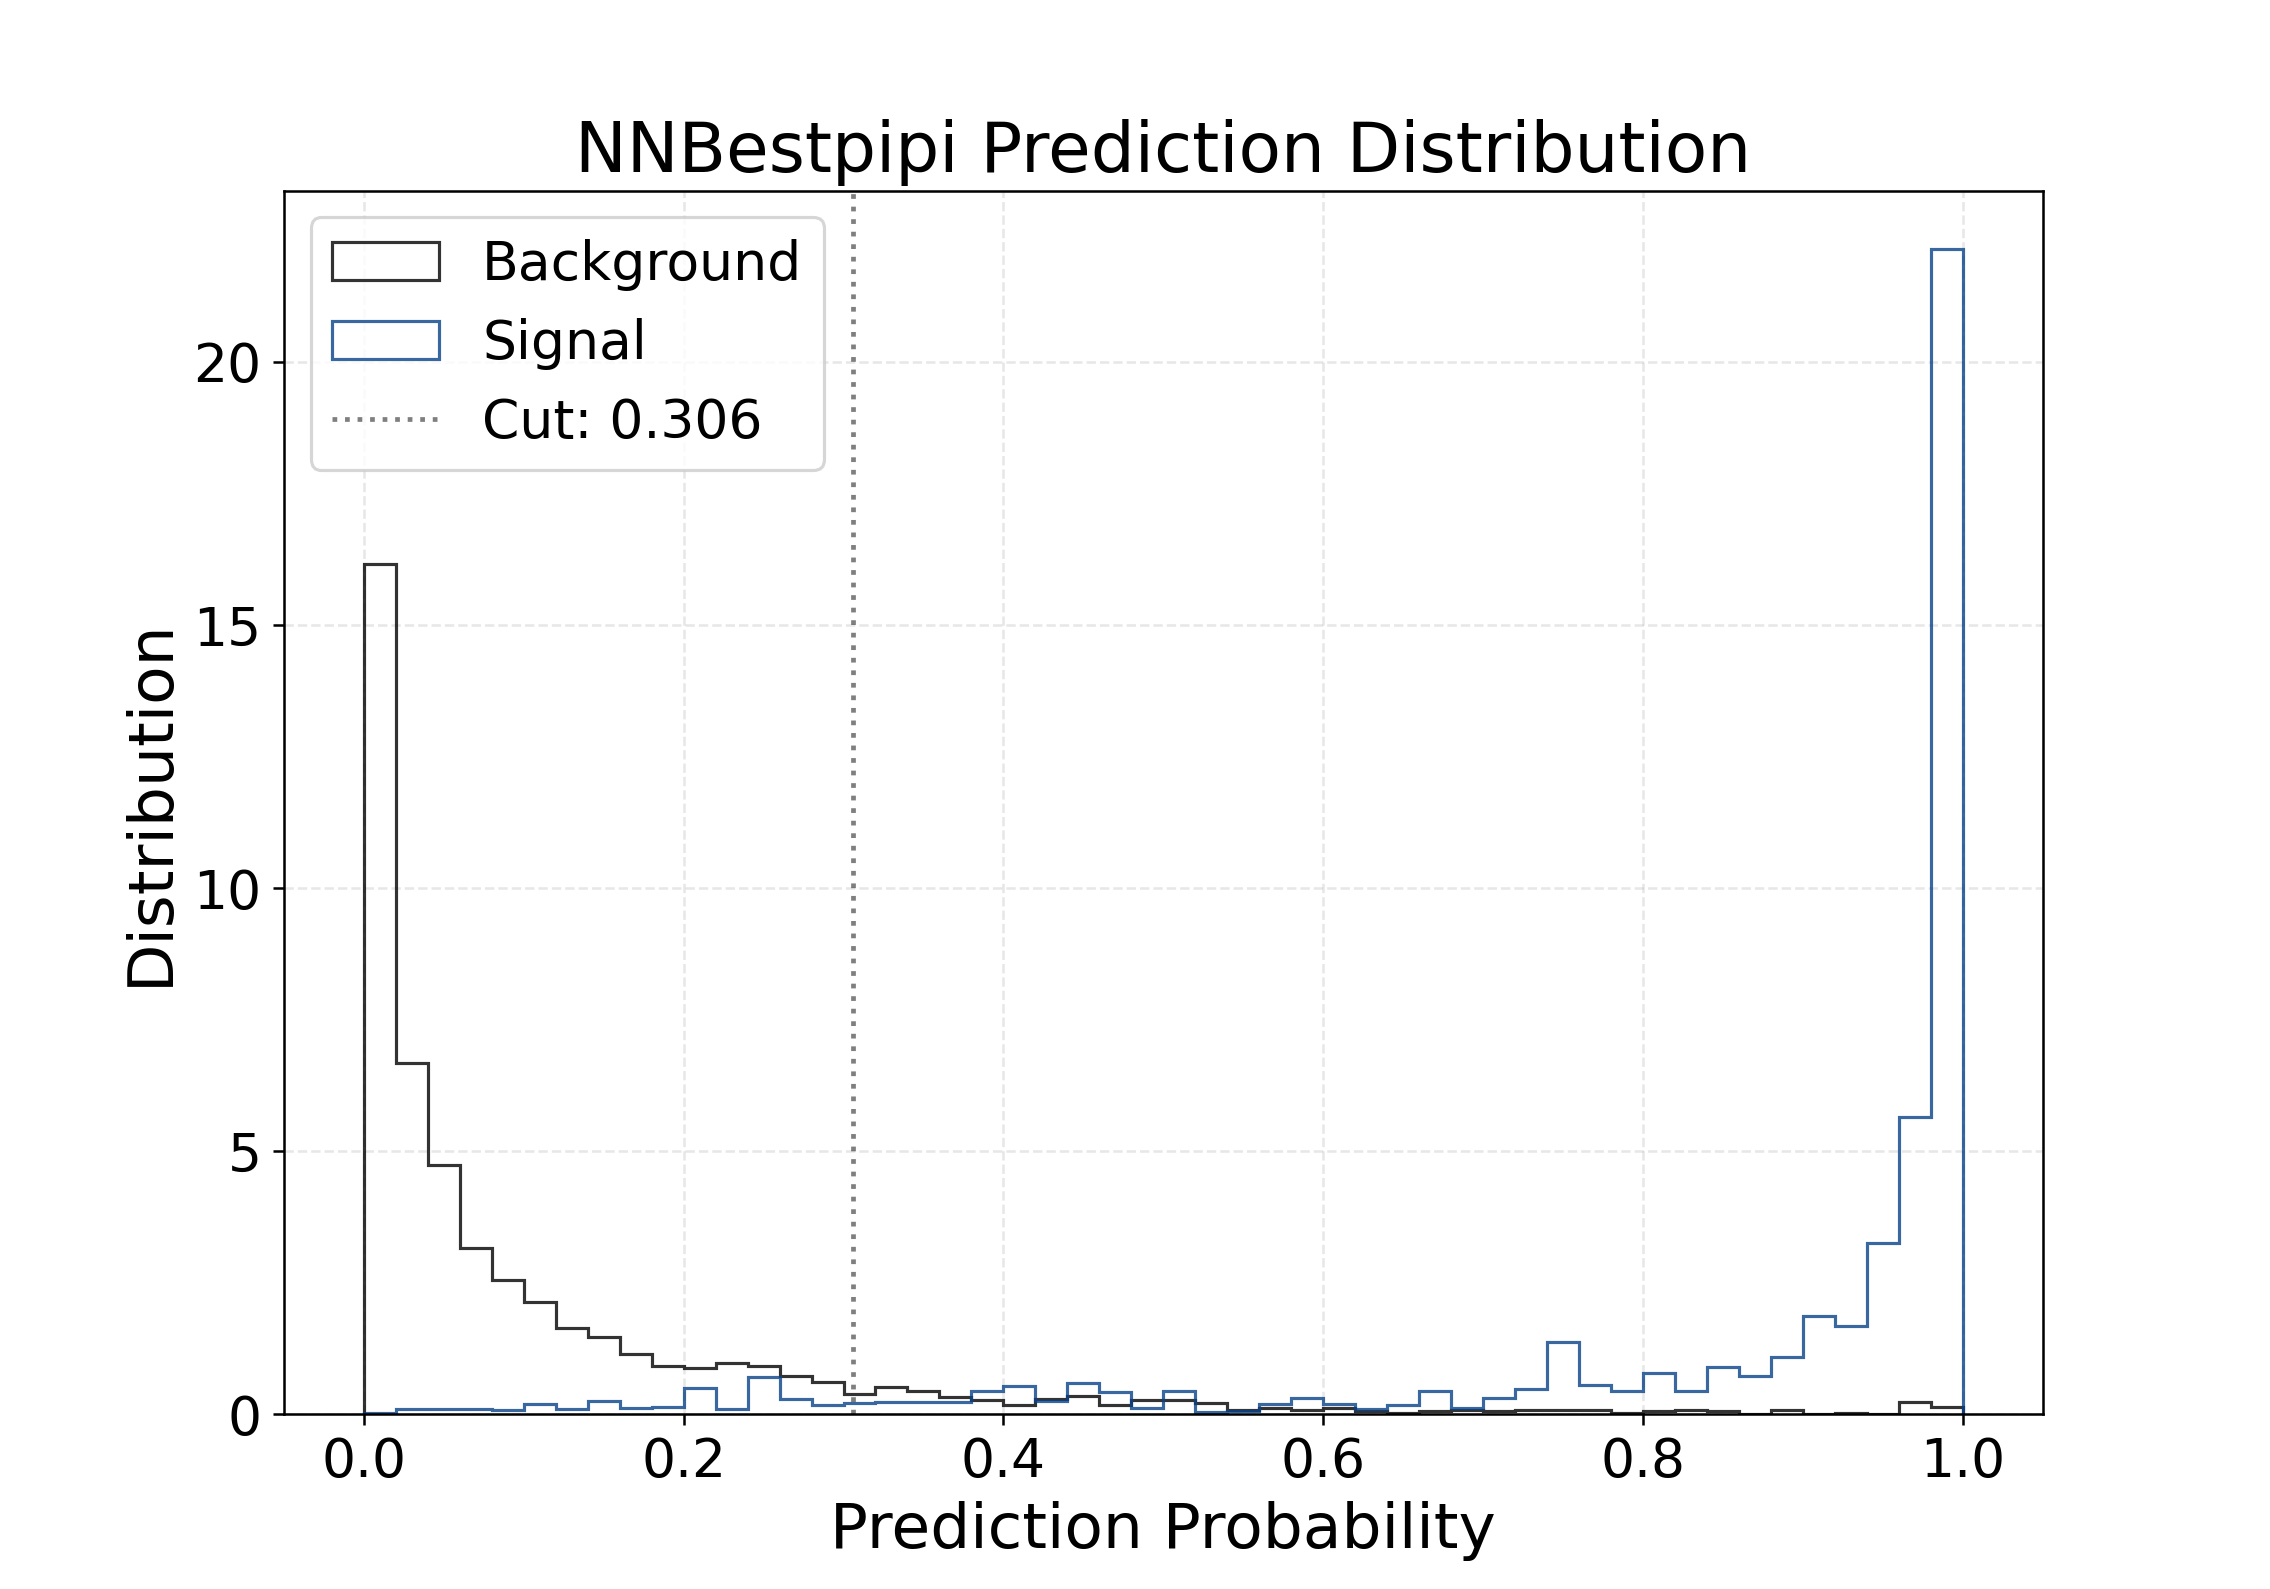 NNBestpipi Prediction Distribution
Background
Signal
Cut: 0.306
20
15
10
5
0
Distribution
0.0 0.2 0.4 0.6 0.8 1.0
Prediction Probability